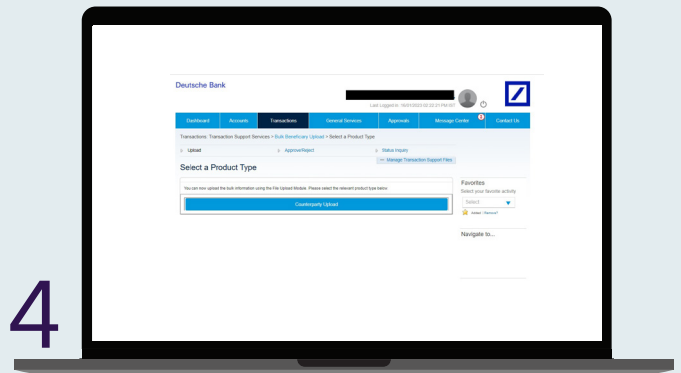 Deutsche Bank
Last Logged in: 16/01/2023 03:22:21 PM IST
Dashboard Accounts Transactions General Services Approvals Message Center 2 Contact Us
Transactions: Transaction Support Services > Bulk Beneficiary Upload > Select a Product Type
Upload Approve/Reject Status Inquiry
Manage Transaction Support Files
Select a Product Type
You can now upload the bulk information using the File Upload Module. Please select the relevant product type below.
Counterparty Upload
Favorites
Select your favorite activity
Select
Navigate to...
4